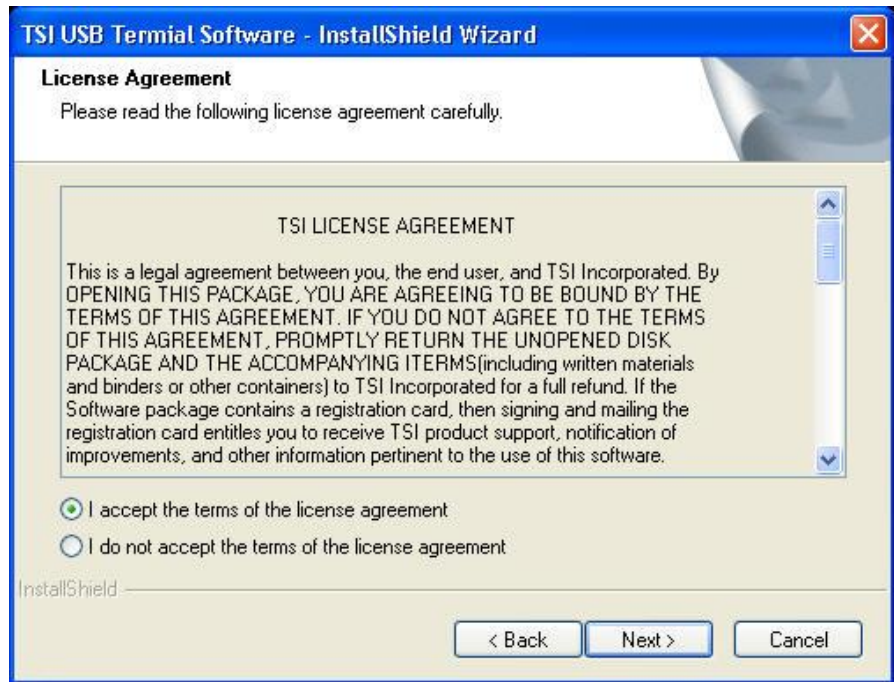 TSI USB Termial Software - InstallShield Wizard
License Agreement
Please read the following license agreement carefully.
TSI LICENSE AGREEMENT
This is a legal agreement between you, the end user, and TSI Incorporated. By
OPENING THIS PACKAGE, YOU ARE AGREEING TO BE BOUND BY THE
TERMS OF THIS AGREEMENT. IF YOU DO NOT AGREE TO THE TERMS
OF THIS AGREEMENT, PROMPTLY RETURN THE UNOPENED DISK
PACKAGE AND THE ACCOMPANYING ITERMS(including written materials
and binders or other containers) to TSI Incorporated for a full refund. If the
Software package contains a registration card, then signing and mailing the
registration card entitles you to receive TSI product support, notification of
improvements, and other information pertinent to the use of this software.
I accept the terms of the license agreement
I do not accept the terms of the license agreement
InstallShield
< Back Next > Cancel